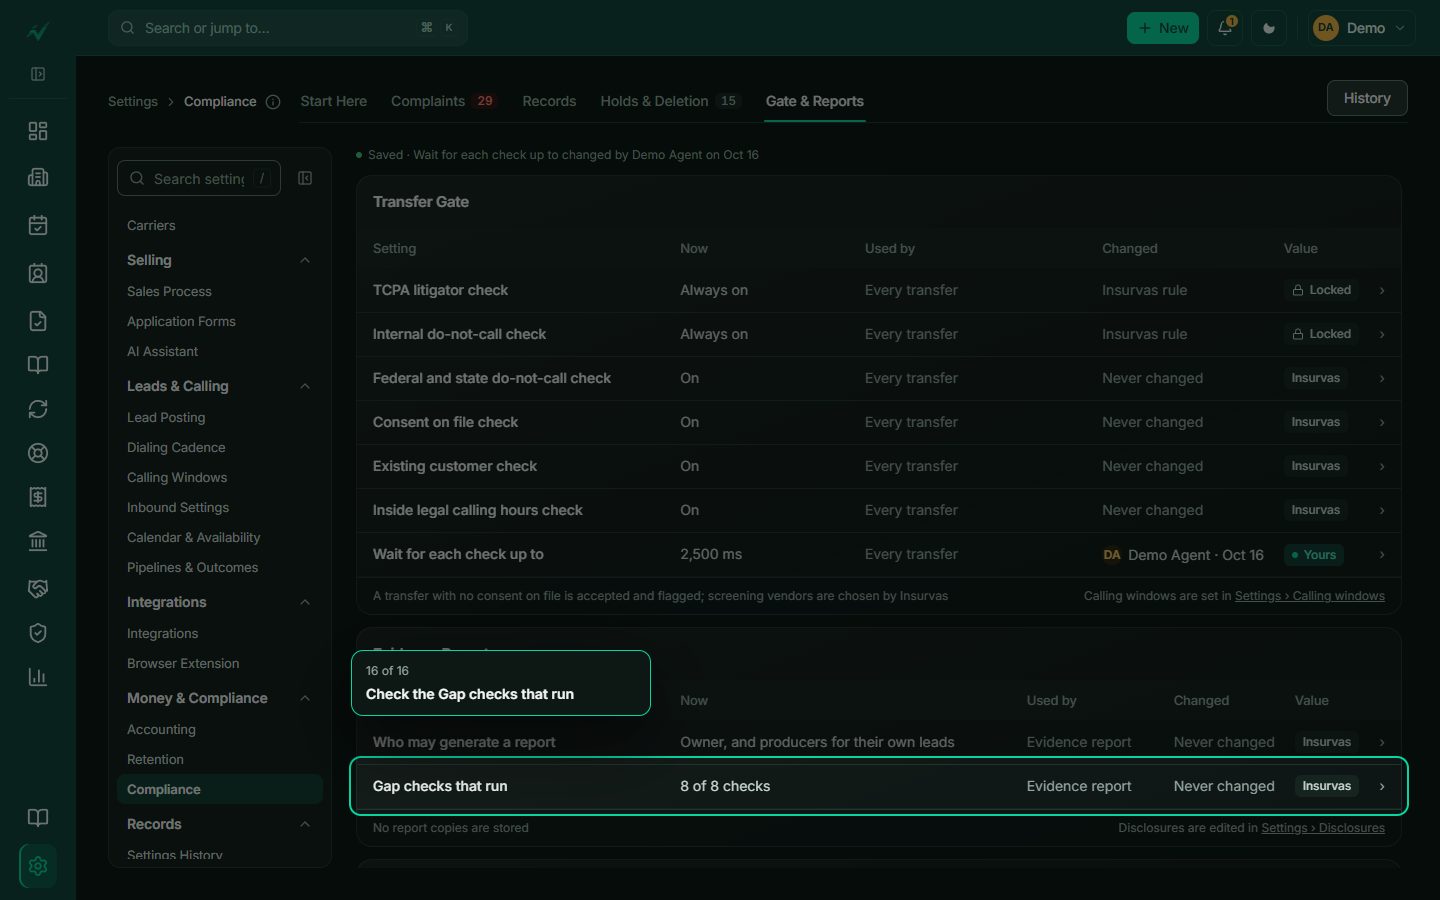 Search or jump to...
⌘ K
New
1
DA Demo
Settings › Compliance
Start Here
Complaints 29
Records
Holds & Deletion 15
Gate & Reports
History
Search setting /
Carriers
Selling
Sales Process
Application Forms
AI Assistant
Leads & Calling
Lead Posting
Dialing Cadence
Calling Windows
Inbound Settings
Calendar & Availability
Pipelines & Outcomes
Integrations
Integrations
Browser Extension
Money & Compliance
Accounting
Retention
Compliance
Records
Settings History
Saved · Wait for each check up to changed by Demo Agent on Oct 16
Transfer Gate
Setting Now Used by Changed Value
TCPA litigator check Always on Every transfer Insurvas rule Locked
Internal do-not-call check Always on Every transfer Insurvas rule Locked
Federal and state do-not-call check On Every transfer Never changed Insurvas
Consent on file check On Every transfer Never changed Insurvas
Existing customer check On Every transfer Never changed Insurvas
Inside legal calling hours check On Every transfer Never changed Insurvas
Wait for each check up to 2,500 ms Every transfer DA Demo Agent · Oct 16 Yours
A transfer with no consent on file is accepted and flagged; screening vendors are chosen by Insurvas Calling windows are set in Settings › Calling windows
16 of 16
Check the Gap checks that run
Now Used by Changed Value
Who may generate a report Owner, and producers for their own leads Evidence report Never changed Insurvas
Gap checks that run 8 of 8 checks Evidence report Never changed Insurvas
No report copies are stored Disclosures are edited in Settings › Disclosures